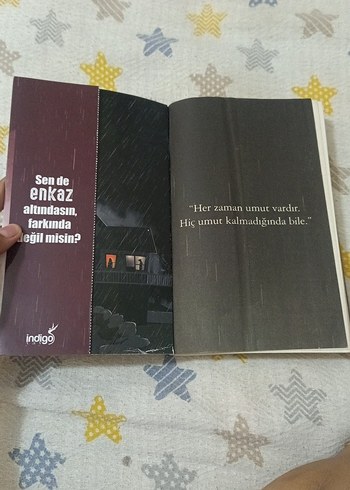 Sen de
enkaz
altındasın,
farkında
değil misin?
indigo
“Her zaman umut vardır.
Hiç umut kalmadığında bile.”